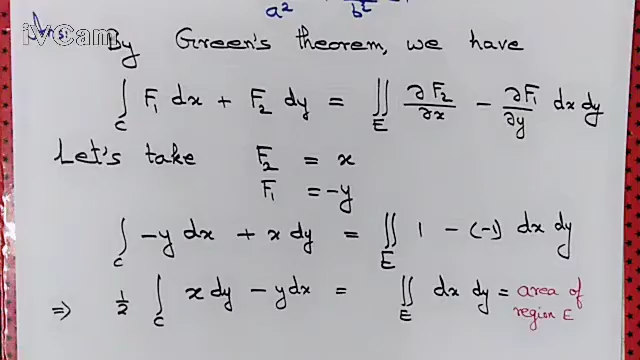 a² b²
Ans:
iVCam
By Green's theorem, we have
∫_C F₁ dx + F₂ dy = ∬_E ∂F₂/∂x − ∂F₁/∂y dx dy
Let's take F₂ = x
F₁ = −y
∫_C −y dx + x dy = ∬_E 1 − (−1) dx dy
⇒ ½ ∫_C x dy − y dx = ∬_E dx dy = area of
region E